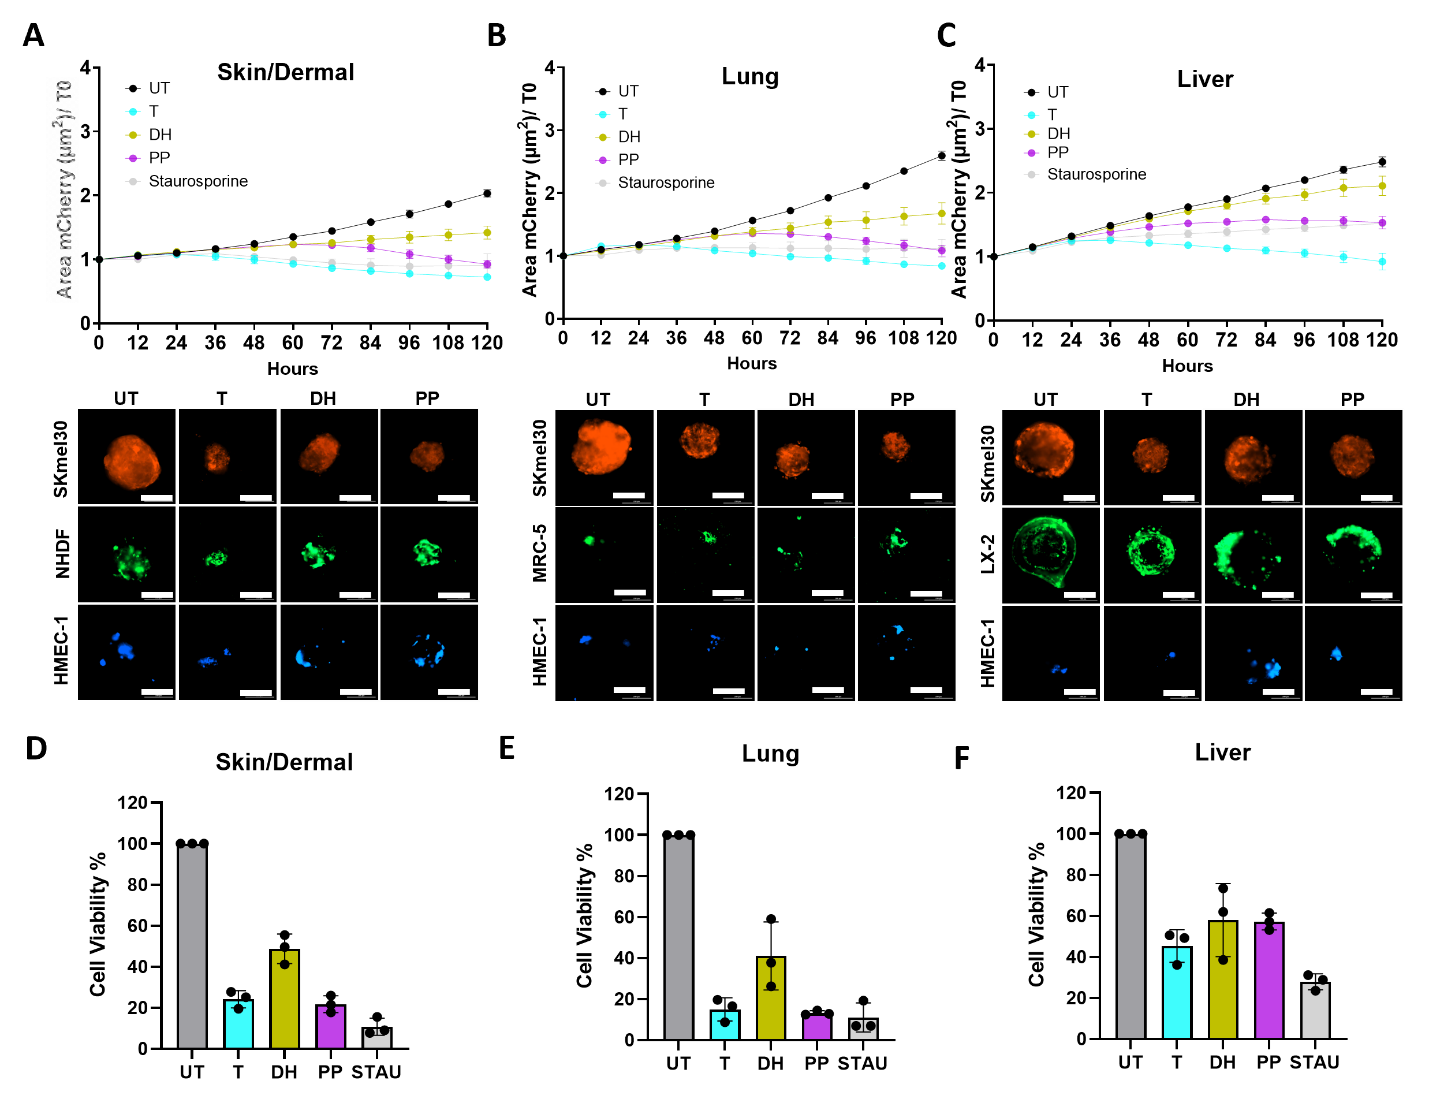 A
Skin/Dermal
Area mCherry (µm²)/ T0
4
3
2
1
0
UT
T
DH
PP
Staurosporine
0 12 24 36 48 60 72 84 96 108 120
Hours
B
Lung
Area mCherry (µm²)/ T0
4
3
2
1
0
UT
T
DH
PP
Staurosporine
0 12 24 36 48 60 72 84 96 108 120
Hours
C
Liver
Area mCherry (µm²)/ T0
4
3
2
1
0
UT
T
DH
PP
Staurosporine
0 12 24 36 48 60 72 84 96 108 120
Hours
UT T DH PP
SKmel30
NHDF
HMEC-1
UT T DH PP
SKmel30
MRC-5
HMEC-1
UT T DH PP
SKmel30
LX-2
HMEC-1
D
Skin/Dermal
Cell Viability %
120
100
80
60
40
20
0
UT T DH PP STAU
E
Lung
Cell Viability %
120
100
80
60
40
20
0
UT T DH PP STAU
F
Liver
Cell Viability %
120
100
80
60
40
20
0
UT T DH PP STAU